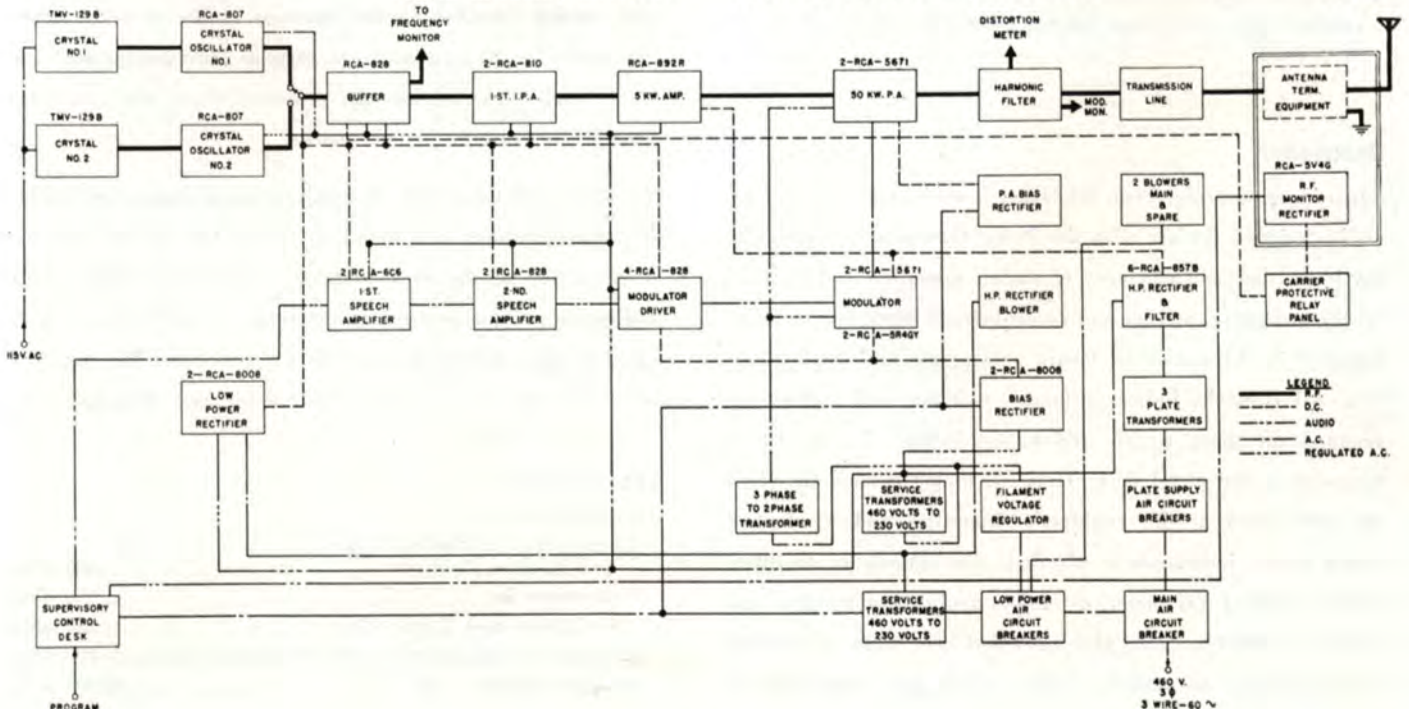 TMV-129B
CRYSTAL
NO.1
RCA-807
CRYSTAL
OSCILLATOR
NO.1
TO
FREQUENCY
MONITOR
RCA-828
BUFFER
2-RCA-810
1-ST. I.P.A.
RCA-892R
5 KW. AMP.
2-RCA-5671
50 KW. P.A.
DISTORTION
METER
HARMONIC
FILTER
MOD.
MON.
TRANSMISSION
LINE
ANTENNA
TERM.
EQUIPMENT
TMV-129B
CRYSTAL
NO.2
RCA-807
CRYSTAL
OSCILLATOR
NO.2
P.A. BIAS
RECTIFIER
2 BLOWERS
MAIN
&
SPARE
RCA-5V4G
R.F.
MONITOR
RECTIFIER
2 RCA-6C6
1-ST.
SPEECH
AMPLIFIER
2 RCA-828
2-ND.
SPEECH
AMPLIFIER
4-RCA-828
MODULATOR
DRIVER
2-RCA-5671
MODULATOR
2-RCA-5R4GY
H.P. RECTIFIER
BLOWER
6-RCA-857B
H.P. RECTIFIER
&
FILTER
CARRIER
PROTECTIVE
RELAY
PANEL
115V.AC
2-RCA-8008
LOW
POWER
RECTIFIER
2-RCA-8008
BIAS
RECTIFIER
3
PLATE
TRANSFORMERS
LEGEND
R.F.
D.C.
AUDIO
A.C.
REGULATED A.C.
3 PHASE
TO 2 PHASE
TRANSFORMER
SERVICE
TRANSFORMERS
460 VOLTS TO
230 VOLTS
FILAMENT
VOLTAGE
REGULATOR
PLATE SUPPLY
AIR CIRCUIT
BREAKERS
SUPERVISORY
CONTROL
DESK
SERVICE
TRANSFORMERS
460 VOLTS TO
230 VOLTS
LOW POWER
AIR
CIRCUIT
BREAKERS
MAIN
AIR
CIRCUIT
BREAKER
PROGRAM
460 V.
3 ϕ
3 WIRE-60 ~